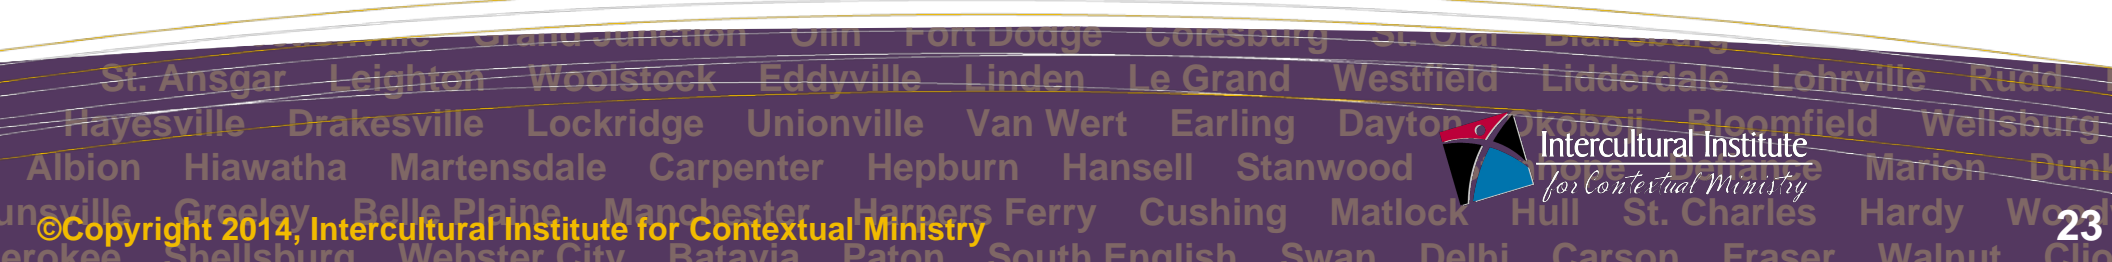 Grand Junction Olin Fort Dodge Colesburg St. Olaf Blairsburg
St. Ansgar Leighton Woolstock Eddyville Linden Le Grand Westfield Lidderdale Lohrville Rudd
Hayesville Drakesville Lockridge Unionville Van Wert Earling Dayton Bloomfield Wellsburg
Intercultural Institute
for Contextual Ministry
Albion Hiawatha Martensdale Carpenter Hepburn Hansell Stanwood Defiance Marion
Greeley Belle Plaine Manchester Harpers Ferry Cushing Matlock Hull St. Charles Hardy
©Copyright 2014, Intercultural Institute for Contextual Ministry
23
Shellsburg Webster City Batavia Paton South English Swan Delhi Carson Fraser Walnut